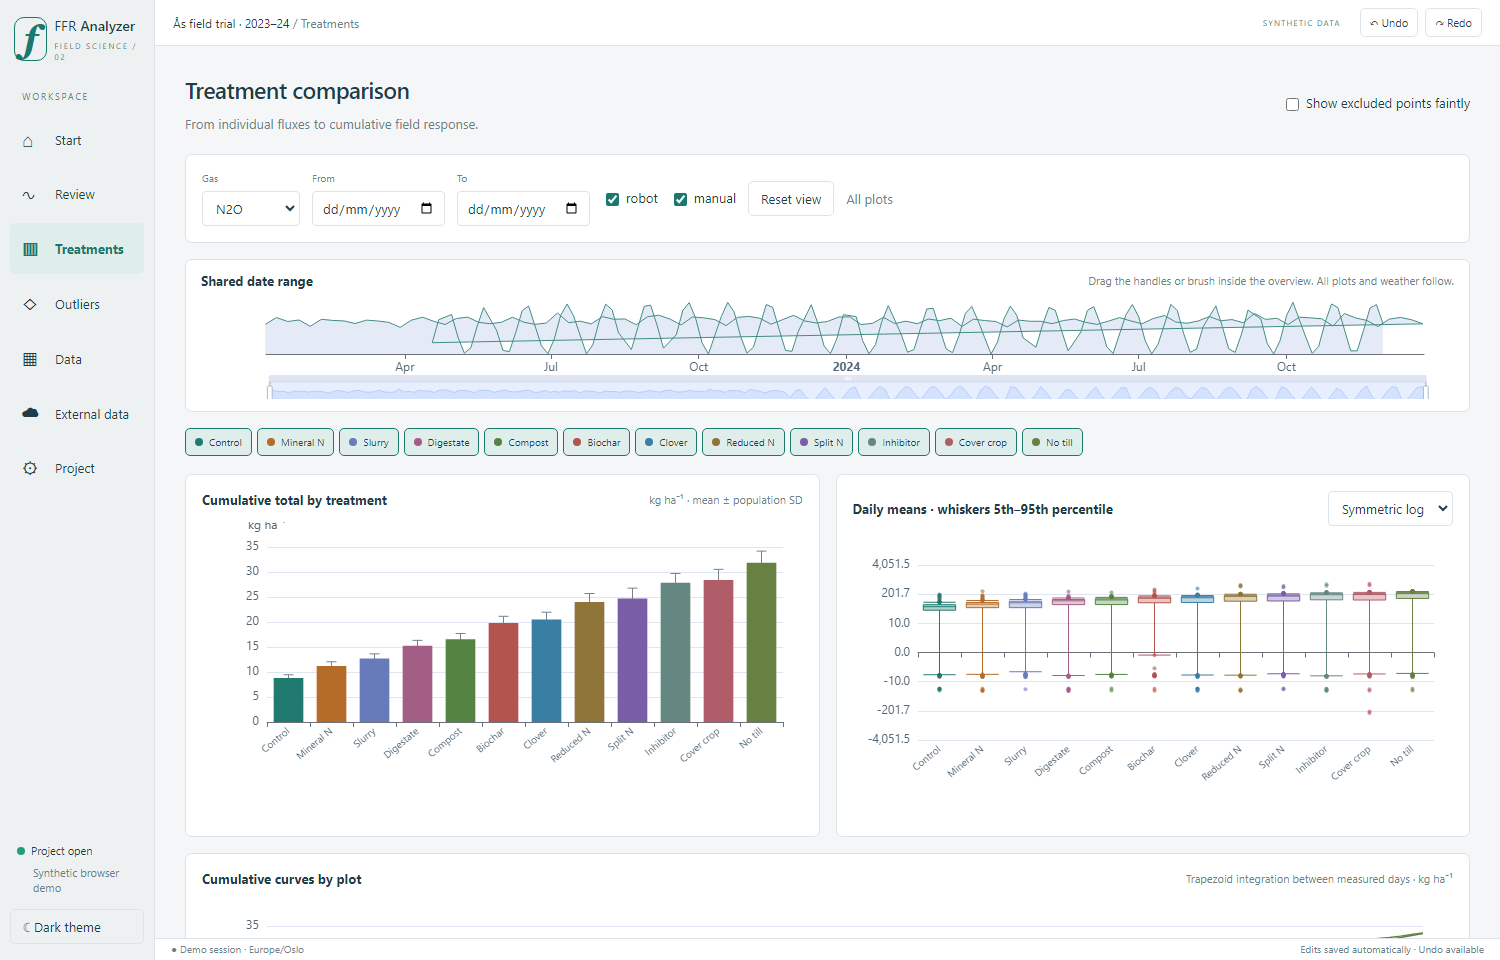 FFR Analyzer
FIELD SCIENCE /
02
WORKSPACE
Start
Review
Treatments
Outliers
Data
External data
Project
Project open
Synthetic browser
demo
Dark theme
Ås field trial · 2023–24 / Treatments
SYNTHETIC DATA
Undo
Redo
Treatment comparison
From individual fluxes to cumulative field response.
Show excluded points faintly
Gas
From
To
N2O
dd/mm/yyyy
dd/mm/yyyy
robot
manual
Reset view
All plots
Shared date range
Drag the handles or brush inside the overview. All plots and weather follow.
Apr
Jul
Oct
2024
Apr
Jul
Oct
Control
Mineral N
Slurry
Digestate
Compost
Biochar
Clover
Reduced N
Split N
Inhibitor
Cover crop
No till
Cumulative total by treatment
kg ha⁻¹ · mean ± population SD
kg ha⁻
35
30
25
20
15
10
5
0
Control
Mineral N
Slurry
Digestate
Compost
Biochar
Clover
Reduced N
Split N
Inhibitor
Cover crop
No till
Daily means · whiskers 5th–95th percentile
Symmetric log
4,051.5
201.7
10.0
0.0
-10.0
-201.7
-4,051.5
Control
Mineral N
Slurry
Digestate
Compost
Biochar
Clover
Reduced N
Split N
Inhibitor
Cover crop
No till
Cumulative curves by plot
Trapezoid integration between measured days · kg ha⁻¹
35
Demo session · Europe/Oslo
Edits saved automatically · Undo available